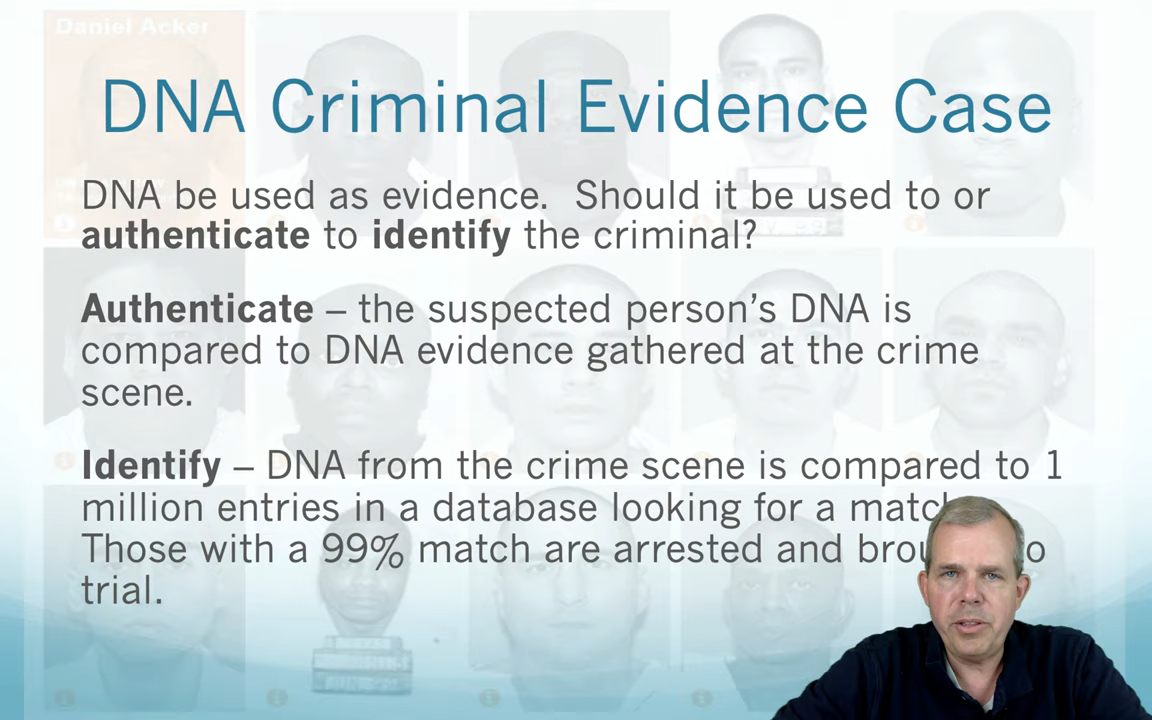 Daniel Acker
DNA Criminal Evidence Case
DNA be used as evidence. Should it be used to or
authenticate to identify the criminal?
Authenticate – the suspected person's DNA is
compared to DNA evidence gathered at the crime
scene.
Identify – DNA from the crime scene is compared to 1
million entries in a database looking for a matc
Those with a 99% match are arrested and brou o
trial.